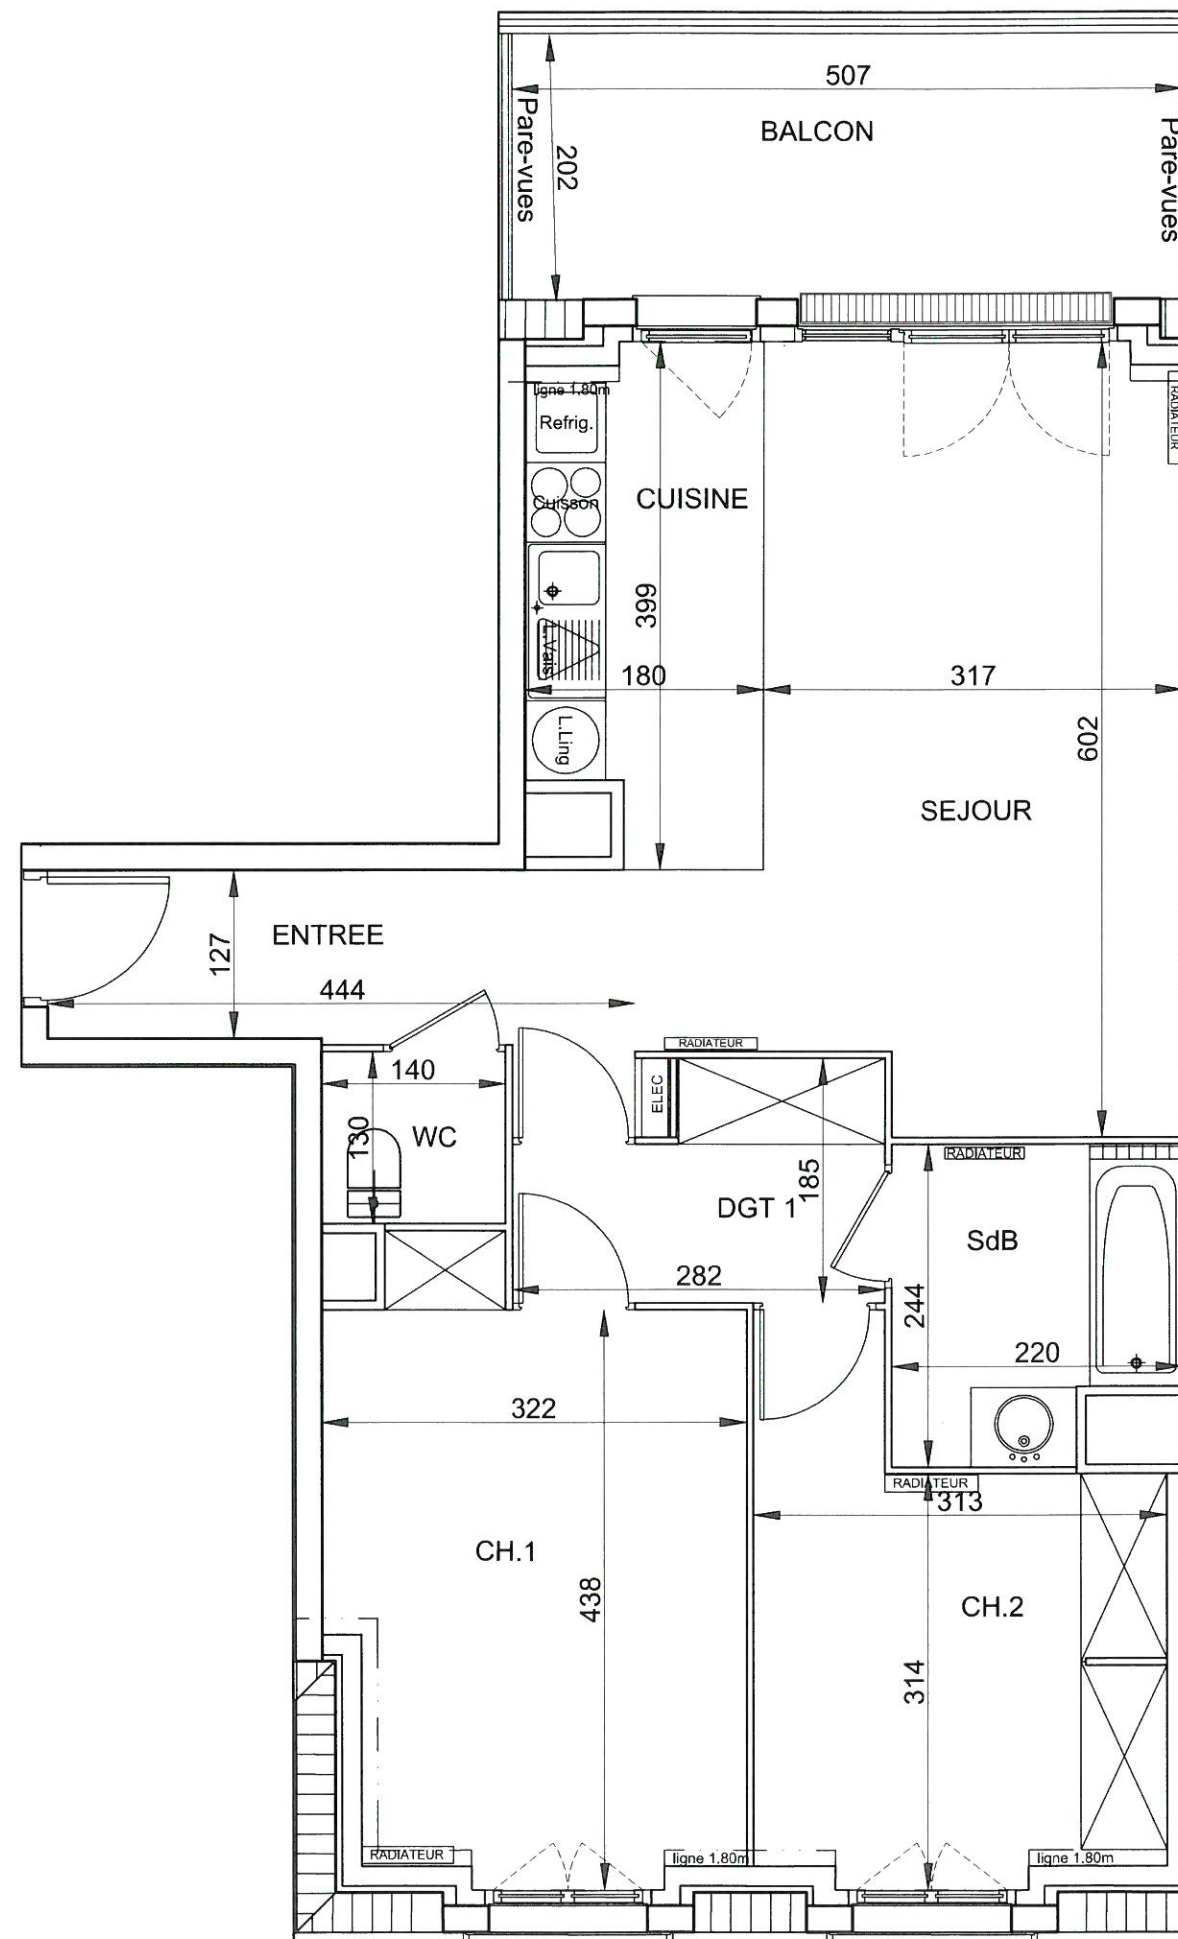 507
BALCON
Pare-vues
202
Pare-vues
ligne 1,80m
Refrig.
RADIATEUR
Cuisson
CUISINE
399
L.Vais
180
317
L.Ling
602
SEJOUR
ENTREE
127
444
RADIATEUR
140
ELEC
130
WC
RADIATEUR
185
DGT 1
SdB
282
244
220
322
RADIATEUR
313
CH.1
438
CH.2
314
RADIATEUR
ligne 1.80m
ligne 1.80m